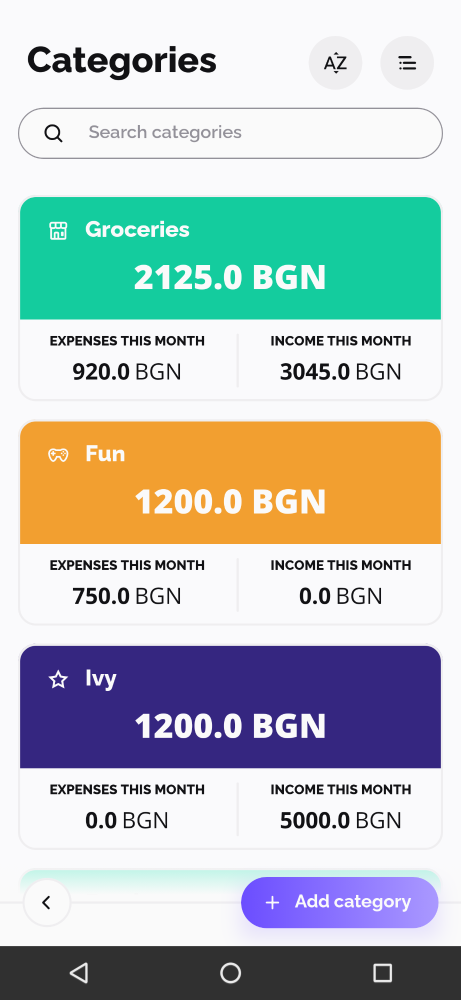 Categories
AZ
Search categories
Groceries
2125.0 BGN
EXPENSES THIS MONTH
920.0 BGN
INCOME THIS MONTH
3045.0 BGN
Fun
1200.0 BGN
EXPENSES THIS MONTH
750.0 BGN
INCOME THIS MONTH
0.0 BGN
Ivy
1200.0 BGN
EXPENSES THIS MONTH
0.0 BGN
INCOME THIS MONTH
5000.0 BGN
Add category